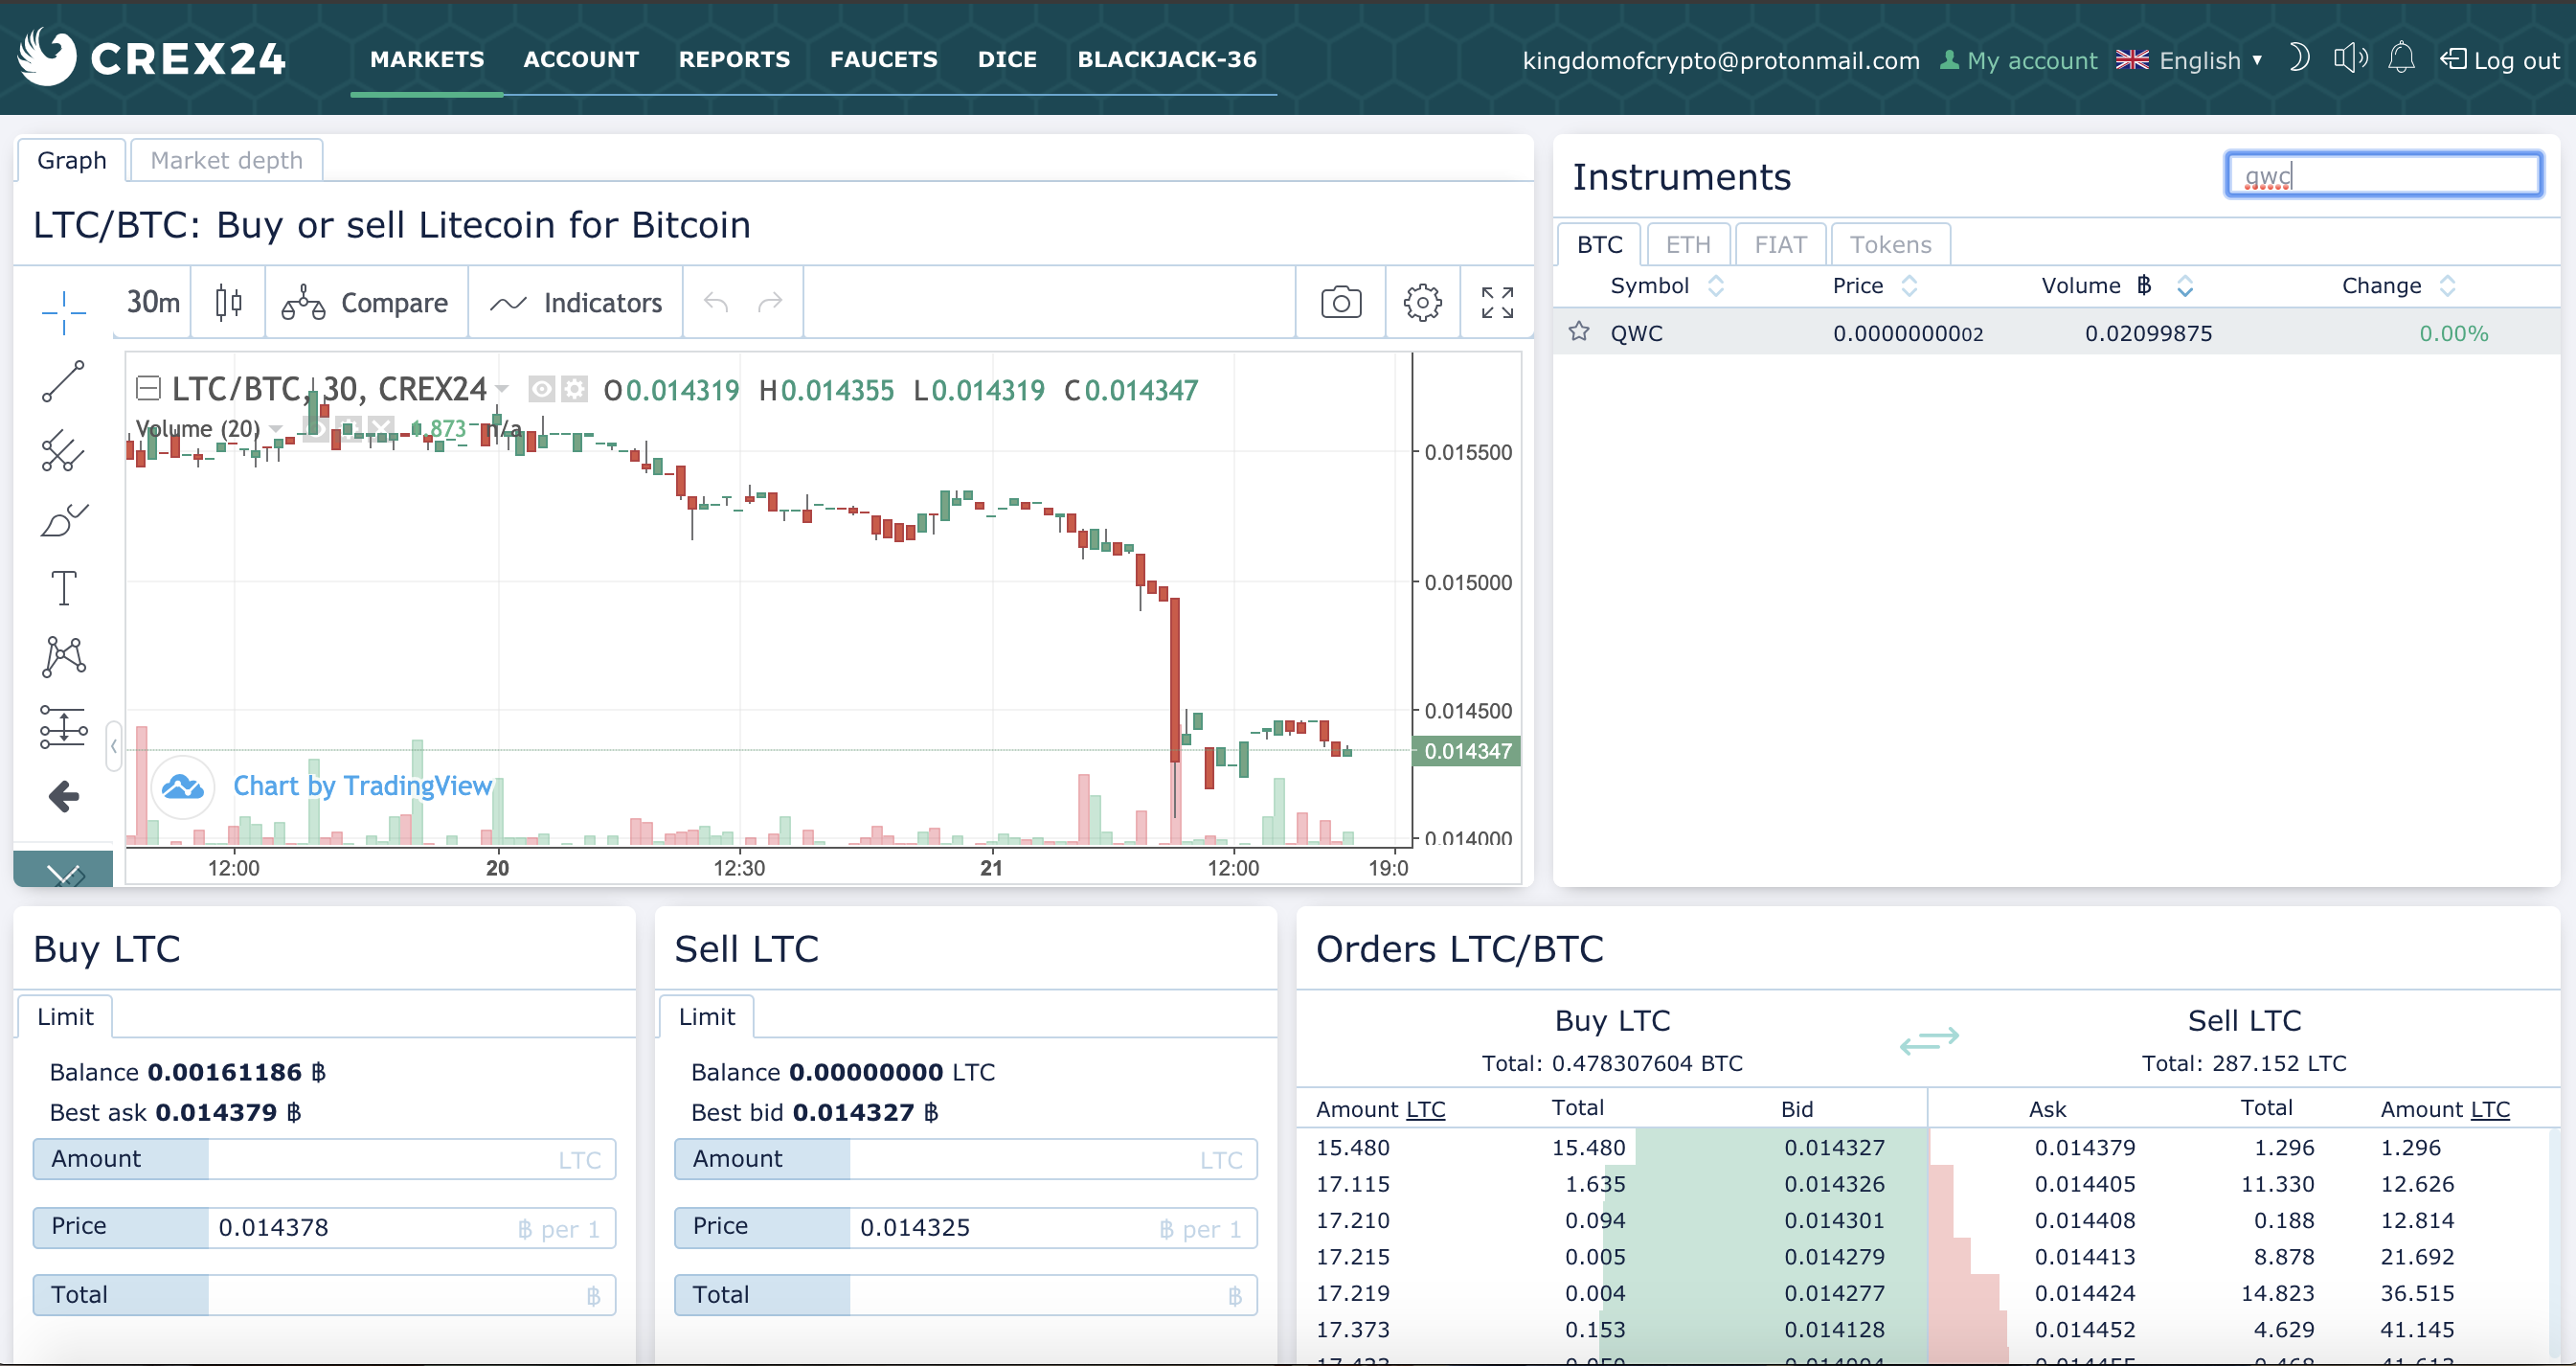 CREX24
MARKETS ACCOUNT REPORTS FAUCETS DICE BLACKJACK-36
kingdomofcrypto@protonmail.com My account English ▼ Log out
Graph Market depth
LTC/BTC: Buy or sell Litecoin for Bitcoin
30m Compare Indicators
LTC/BTC, 30, CREX24 O0.014319 H0.014355 L0.014319 C0.014347
Volume (20) n/a
0.015500
0.015000
0.014500
0.014347
0.014000
Chart by TradingView
12:00 20 12:30 21 12:00 19:0
Instruments
qwc
BTC ETH FIAT Tokens
Symbol Price Volume ฿ Change
QWC 0.0000000002 0.02099875 0.00%
Buy LTC
Limit
Balance 0.00161186 ฿
Best ask 0.014379 ฿
Amount LTC
Price 0.014378 ฿ per 1
Total ฿
Sell LTC
Limit
Balance 0.00000000 LTC
Best bid 0.014327 ฿
Amount LTC
Price 0.014325 ฿ per 1
Total ฿
Orders LTC/BTC
Buy LTC Sell LTC
Total: 0.478307604 BTC Total: 287.152 LTC
Amount LTC Total Bid Ask Total Amount LTC
15.480 15.480 0.014327 0.014379 1.296 1.296
17.115 1.635 0.014326 0.014405 11.330 12.626
17.210 0.094 0.014301 0.014408 0.188 12.814
17.215 0.005 0.014279 0.014413 8.878 21.692
17.219 0.004 0.014277 0.014424 14.823 36.515
17.373 0.153 0.014128 0.014452 4.629 41.145